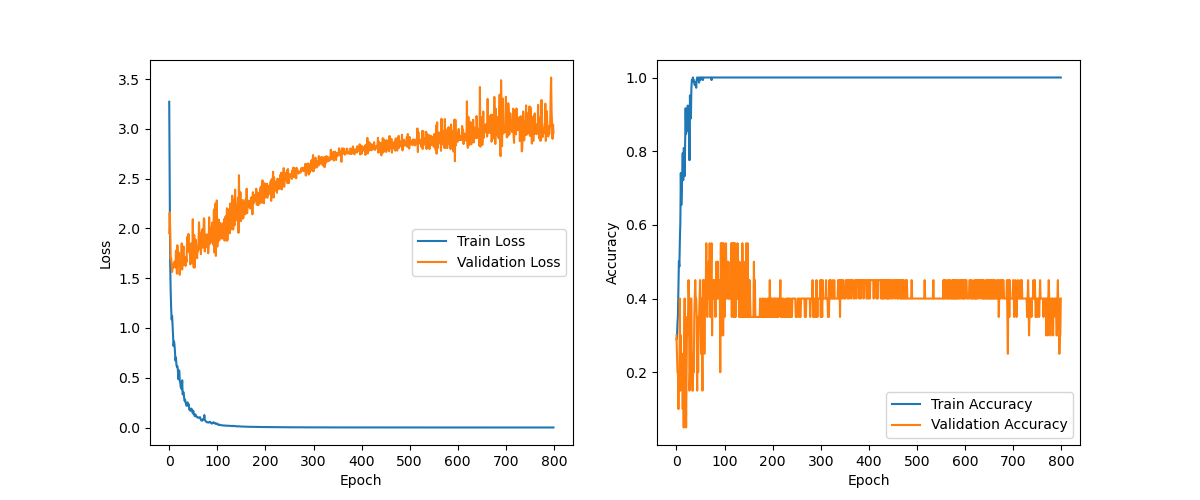 3.5
3.0
2.5
2.0
1.5
1.0
0.5
0.0
Loss
Train Loss
Validation Loss
0 100 200 300 400 500 600 700 800
Epoch
1.0
0.8
0.6
0.4
0.2
Accuracy
Train Accuracy
Validation Accuracy
0 100 200 300 400 500 600 700 800
Epoch